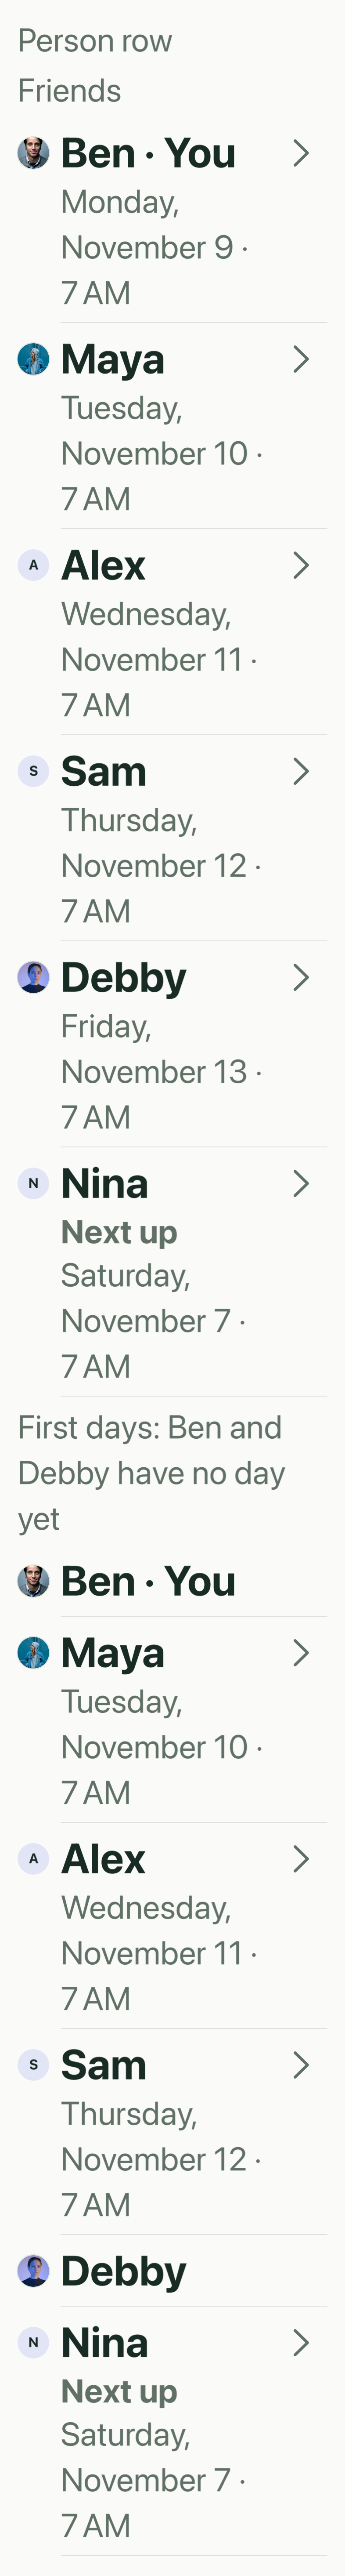 Person row
Friends
Ben · You
Monday,
November 9 ·
7 AM
Maya
Tuesday,
November 10 ·
7 AM
A
Alex
Wednesday,
November 11 ·
7 AM
S
Sam
Thursday,
November 12 ·
7 AM
Debby
Friday,
November 13 ·
7 AM
N
Nina
Next up
Saturday,
November 7 ·
7 AM
First days: Ben and
Debby have no day
yet
Ben · You
Maya
Tuesday,
November 10 ·
7 AM
A
Alex
Wednesday,
November 11 ·
7 AM
S
Sam
Thursday,
November 12 ·
7 AM
Debby
N
Nina
Next up
Saturday,
November 7 ·
7 AM